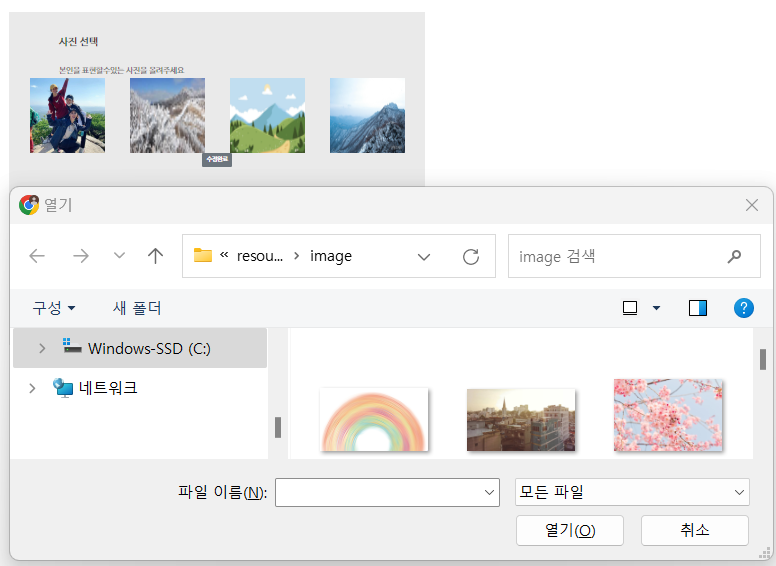 사진 선택
본인을 표현할수있는 사진을 올려주세요
수정완료
열기
« resou... › image
image 검색
구성
새 폴더
Windows-SSD (C:)
네트워크
파일 이름(N):
모든 파일
열기(O)
취소